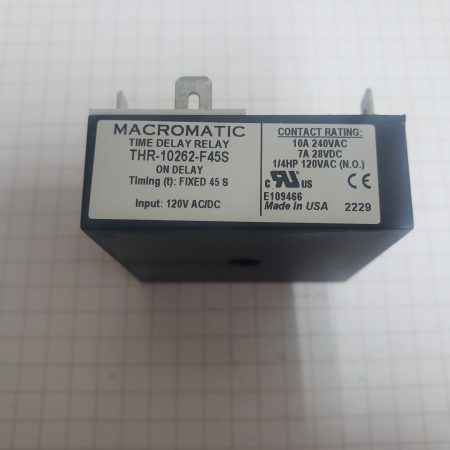 MACROMATIC
TIME DELAY RELAY
THR-10262-F45S
ON DELAY
Timing (t): FIXED 45 S
Input: 120V AC/DC
CONTACT RATING:
10A 240VAC
7A 28VDC
1/4HP 120VAC (N.O.)
c RU US
E109466
Made in USA 2229
CE